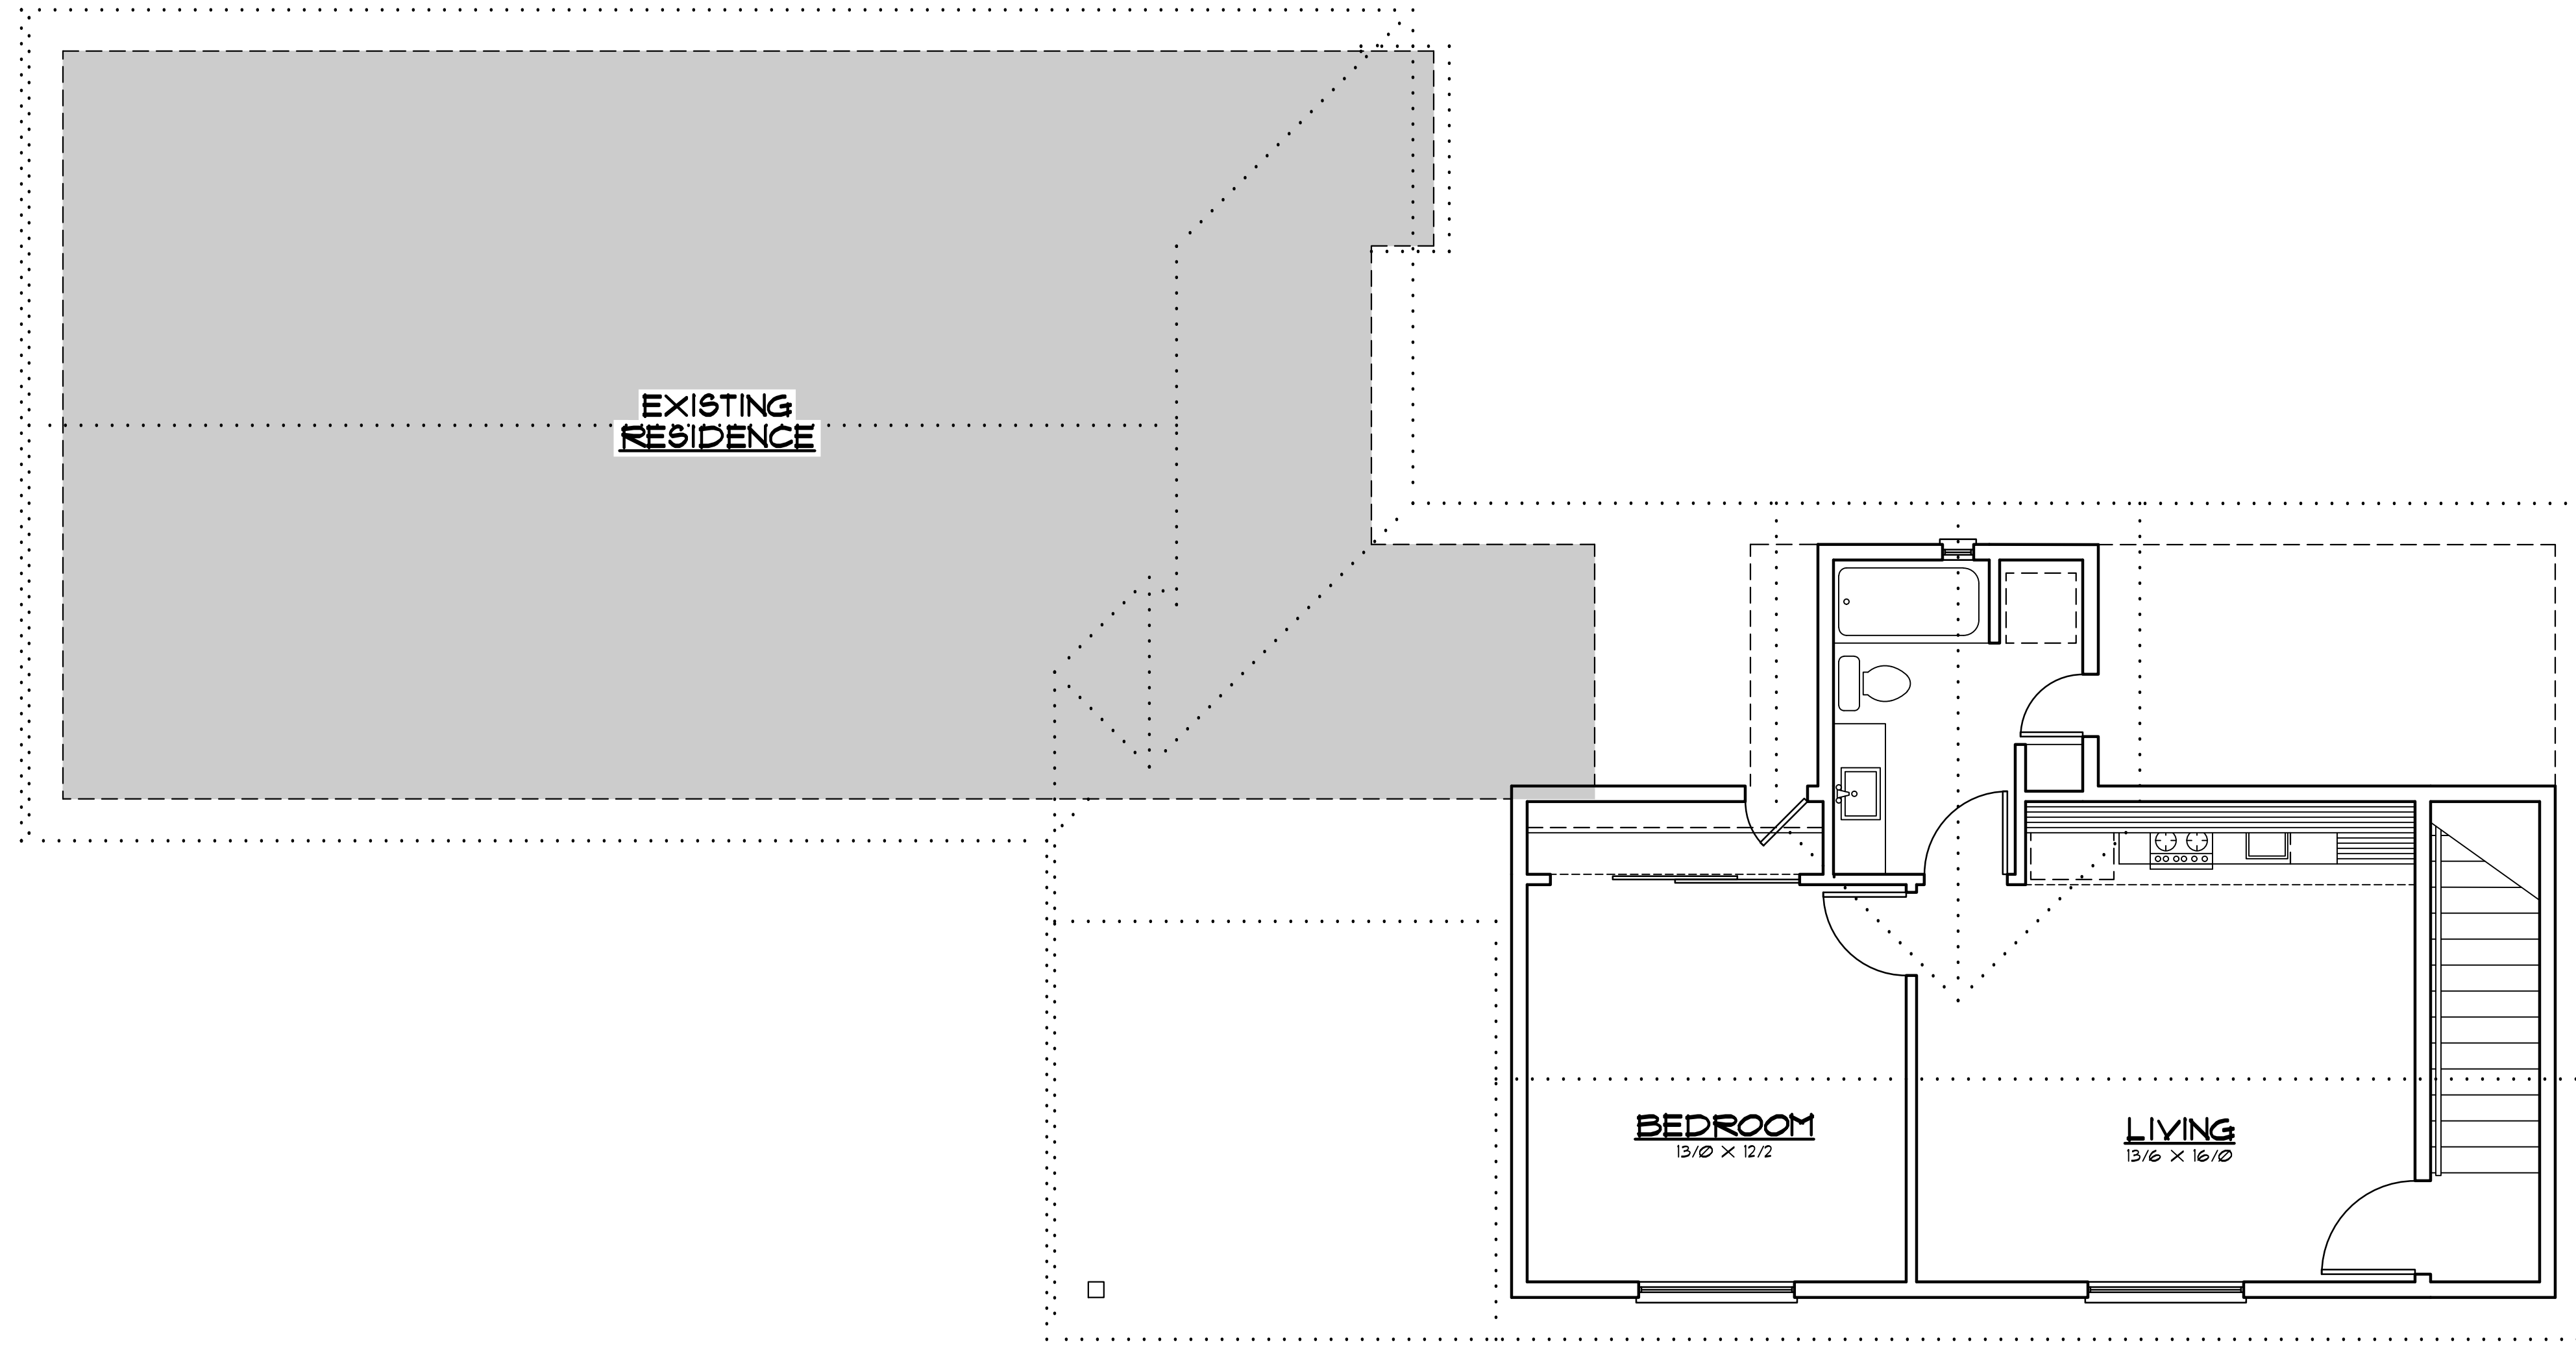 EXISTING
RESIDENCE
BEDROOM
13/0 X 12/2
LIVING
13/6 X 16/0